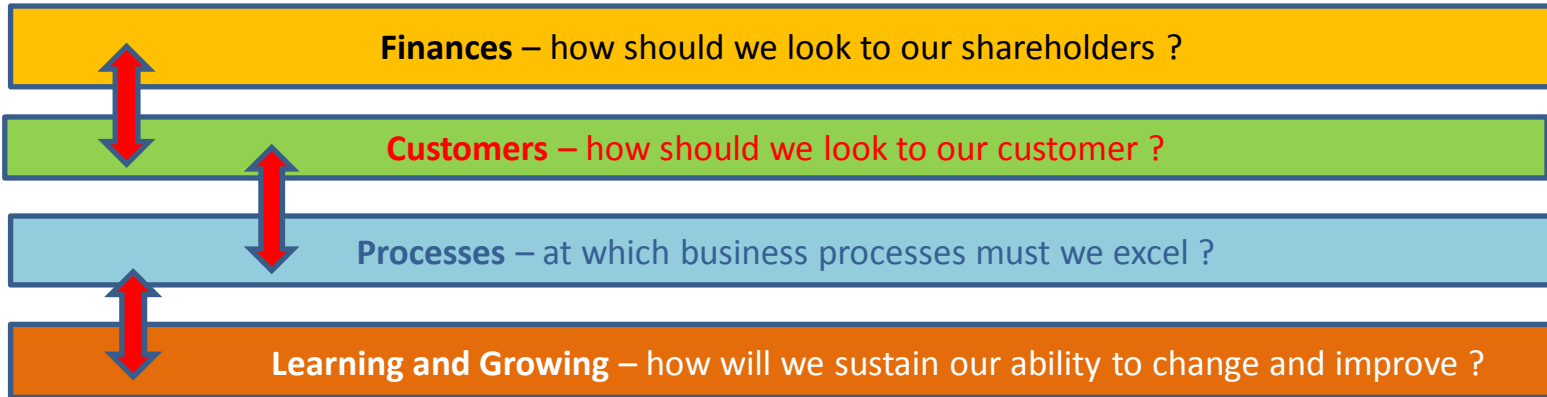 Finances – how should we look to our shareholders ?
Customers – how should we look to our customer ?
Processes – at which business processes must we excel ?
Learning and Growing – how will we sustain our ability to change and improve ?